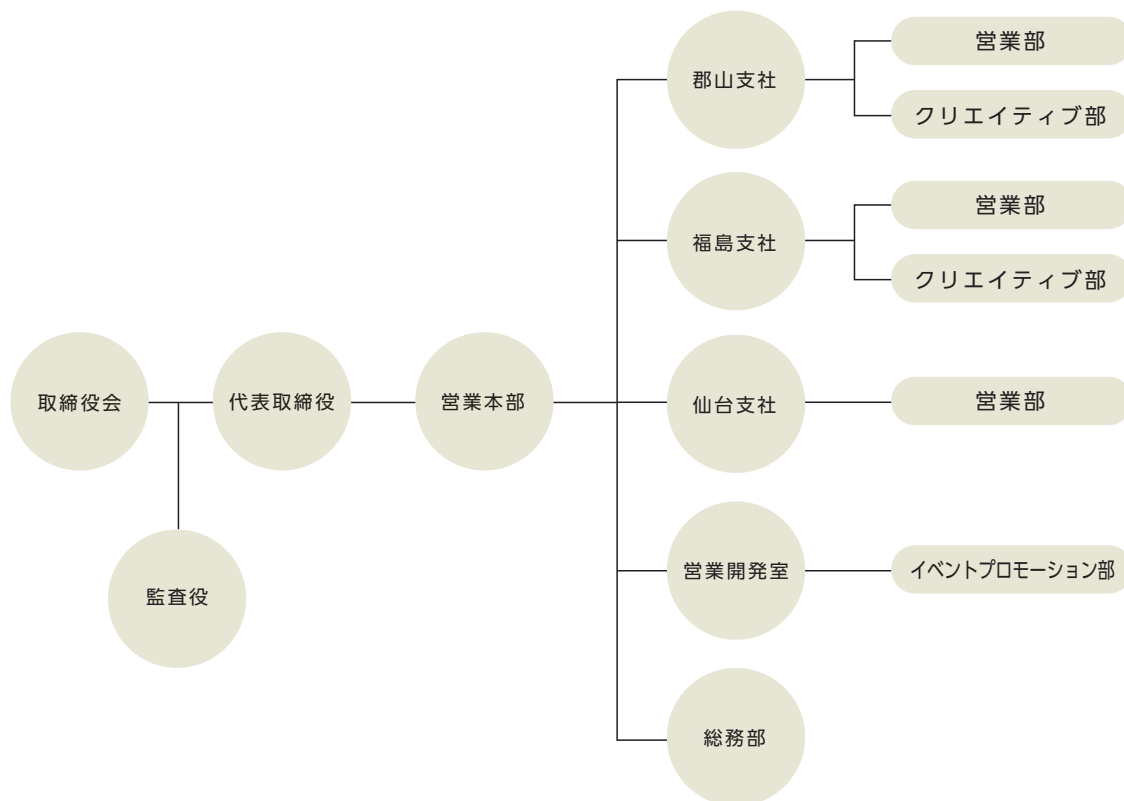 取締役会
監査役
代表取締役
営業本部
郡山支社
営業部
クリエイティブ部
福島支社
営業部
クリエイティブ部
仙台支社
営業部
営業開発室
イベントプロモーション部
総務部